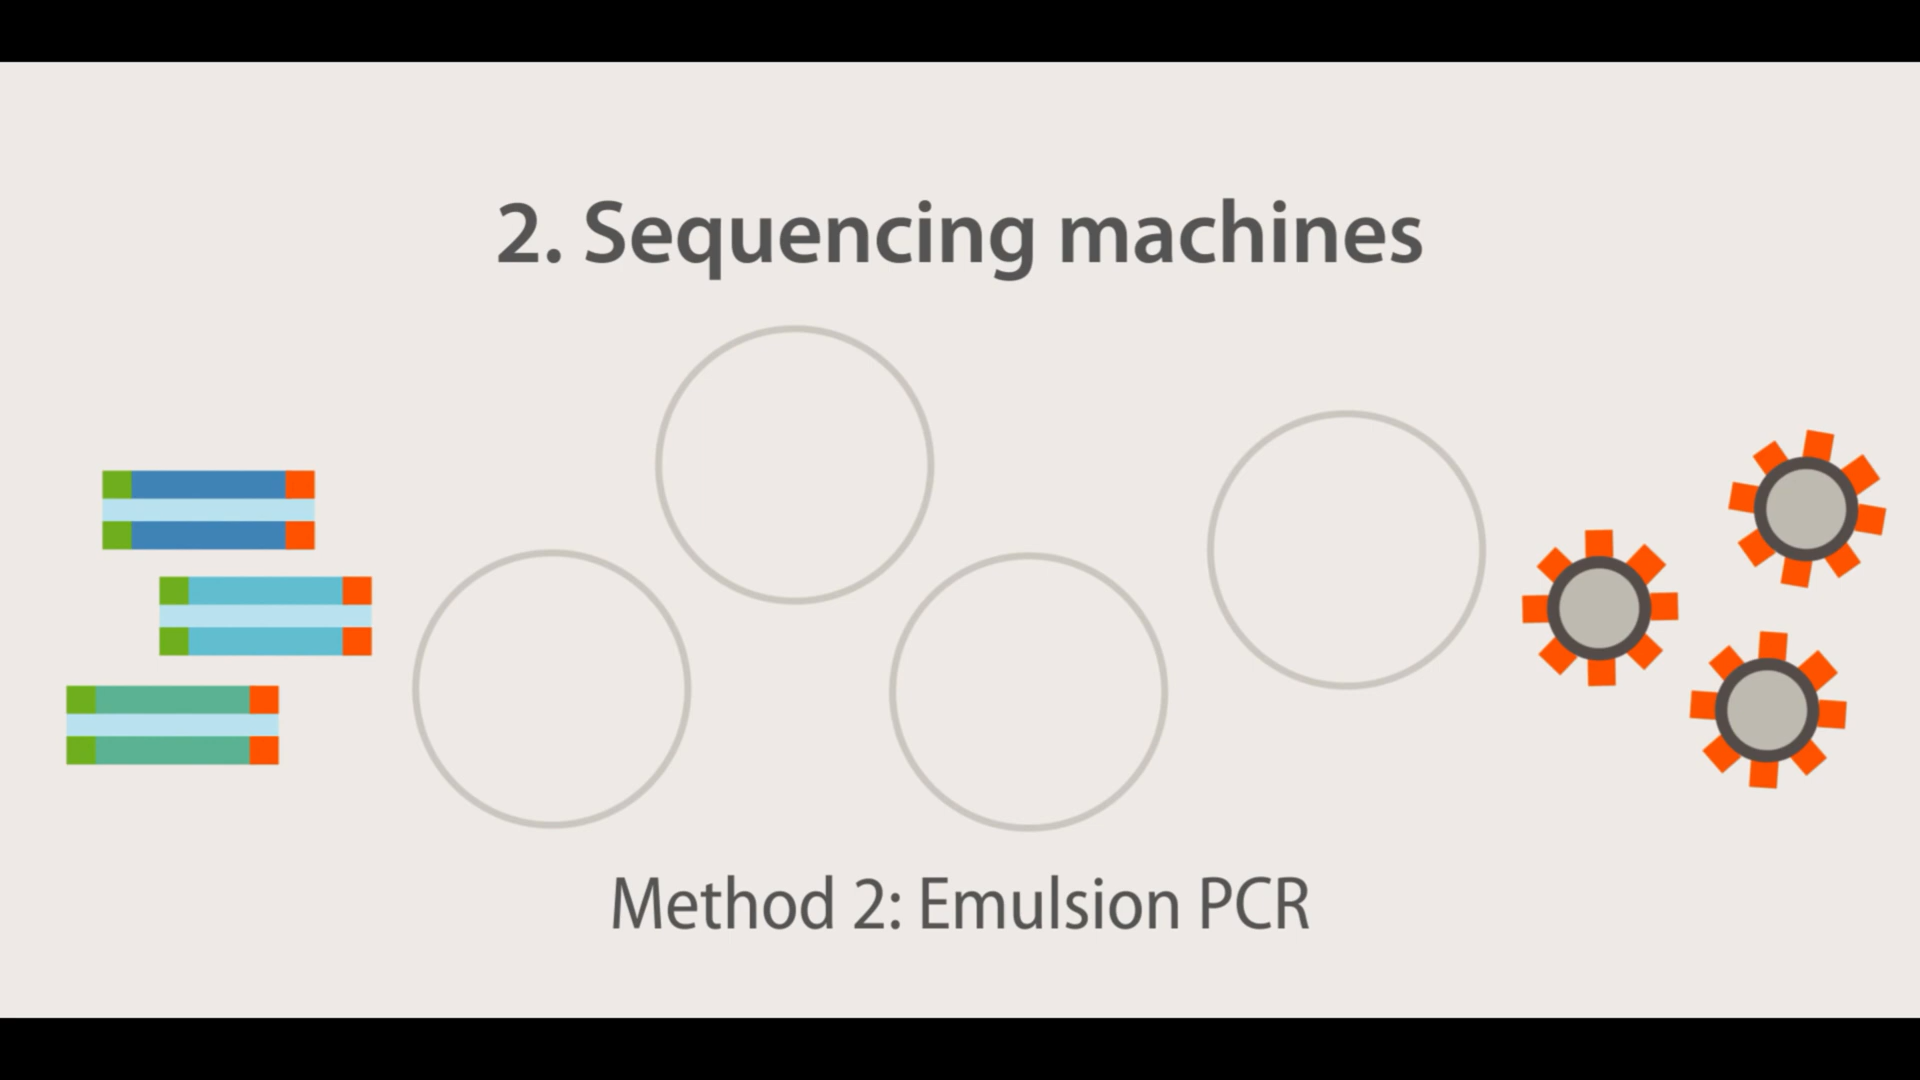 2. Sequencing machines
Method 2: Emulsion PCR